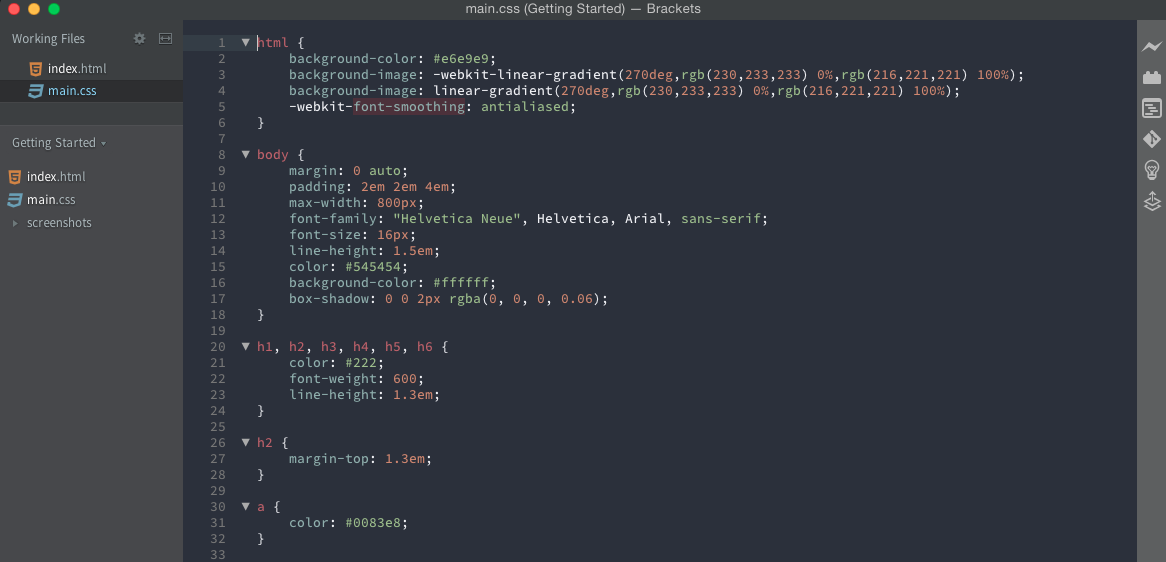 main.css (Getting Started) — Brackets
Working Files
index.html
main.css
Getting Started
index.html
main.css
screenshots
1 html {
2 background-color: #e6e9e9;
3 background-image: -webkit-linear-gradient(270deg,rgb(230,233,233) 0%,rgb(216,221,221) 100%);
4 background-image: linear-gradient(270deg,rgb(230,233,233) 0%,rgb(216,221,221) 100%);
5 -webkit-font-smoothing: antialiased;
6 }
7
8 body {
9 margin: 0 auto;
10 padding: 2em 2em 4em;
11 max-width: 800px;
12 font-family: "Helvetica Neue", Helvetica, Arial, sans-serif;
13 font-size: 16px;
14 line-height: 1.5em;
15 color: #545454;
16 background-color: #ffffff;
17 box-shadow: 0 0 2px rgba(0, 0, 0, 0.06);
18 }
19
20 h1, h2, h3, h4, h5, h6 {
21 color: #222;
22 font-weight: 600;
23 line-height: 1.3em;
24 }
25
26 h2 {
27 margin-top: 1.3em;
28 }
29
30 a {
31 color: #0083e8;
32 }
33